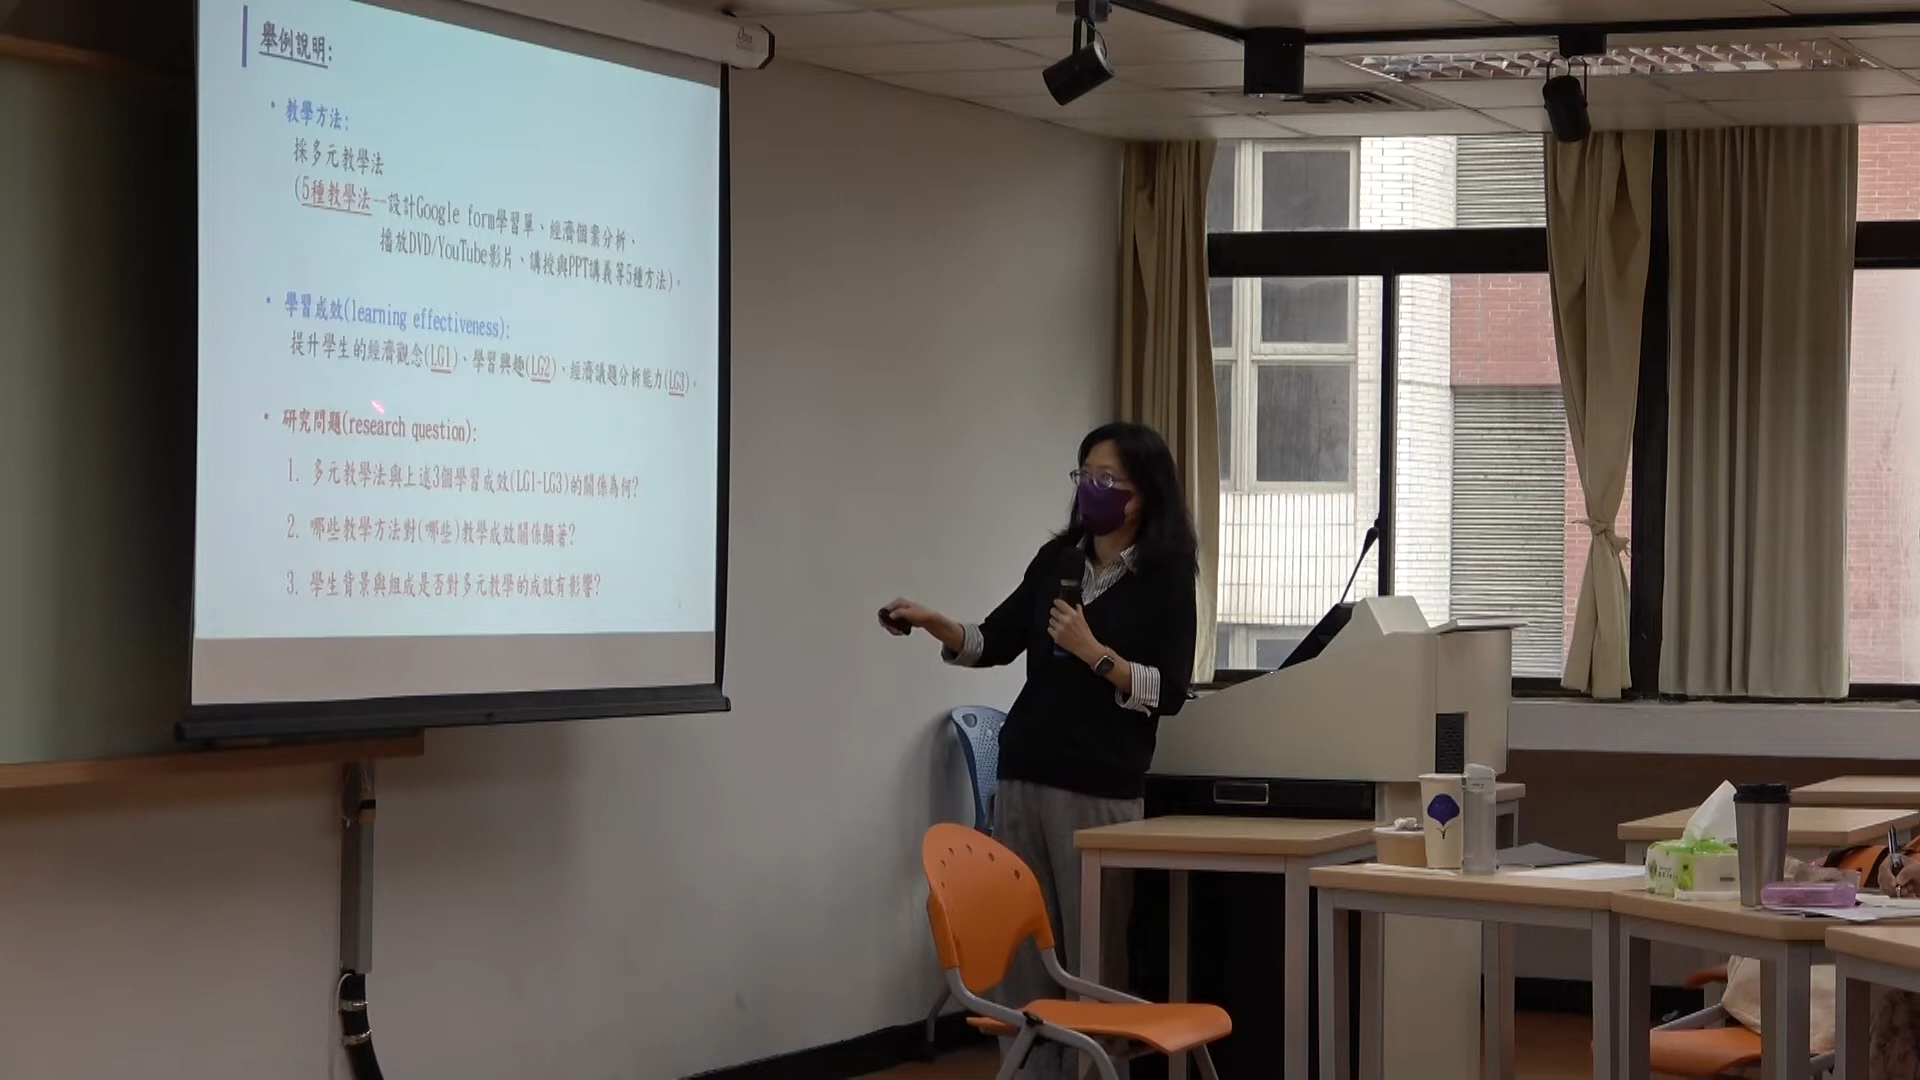 舉例說明:
• 教學方法:
採多元教學法
(5種教學法—設計Google form學習單、經濟個案分析、
播放DVD/YouTube影片、講授與PPT講義等5種方法)。
• 學習成效(learning effectiveness):
提升學生的經濟觀念(LG1)、學習興趣(LG2)、經濟議題分析能力(LG3)。
• 研究問題(research question):
1. 多元教學法與上述3個學習成效(LG1-LG3)的關係為何?
2. 哪些教學方法對(哪些)教學成效關係顯著?
3. 學生背景與組成是否對多元教學的成效有影響?